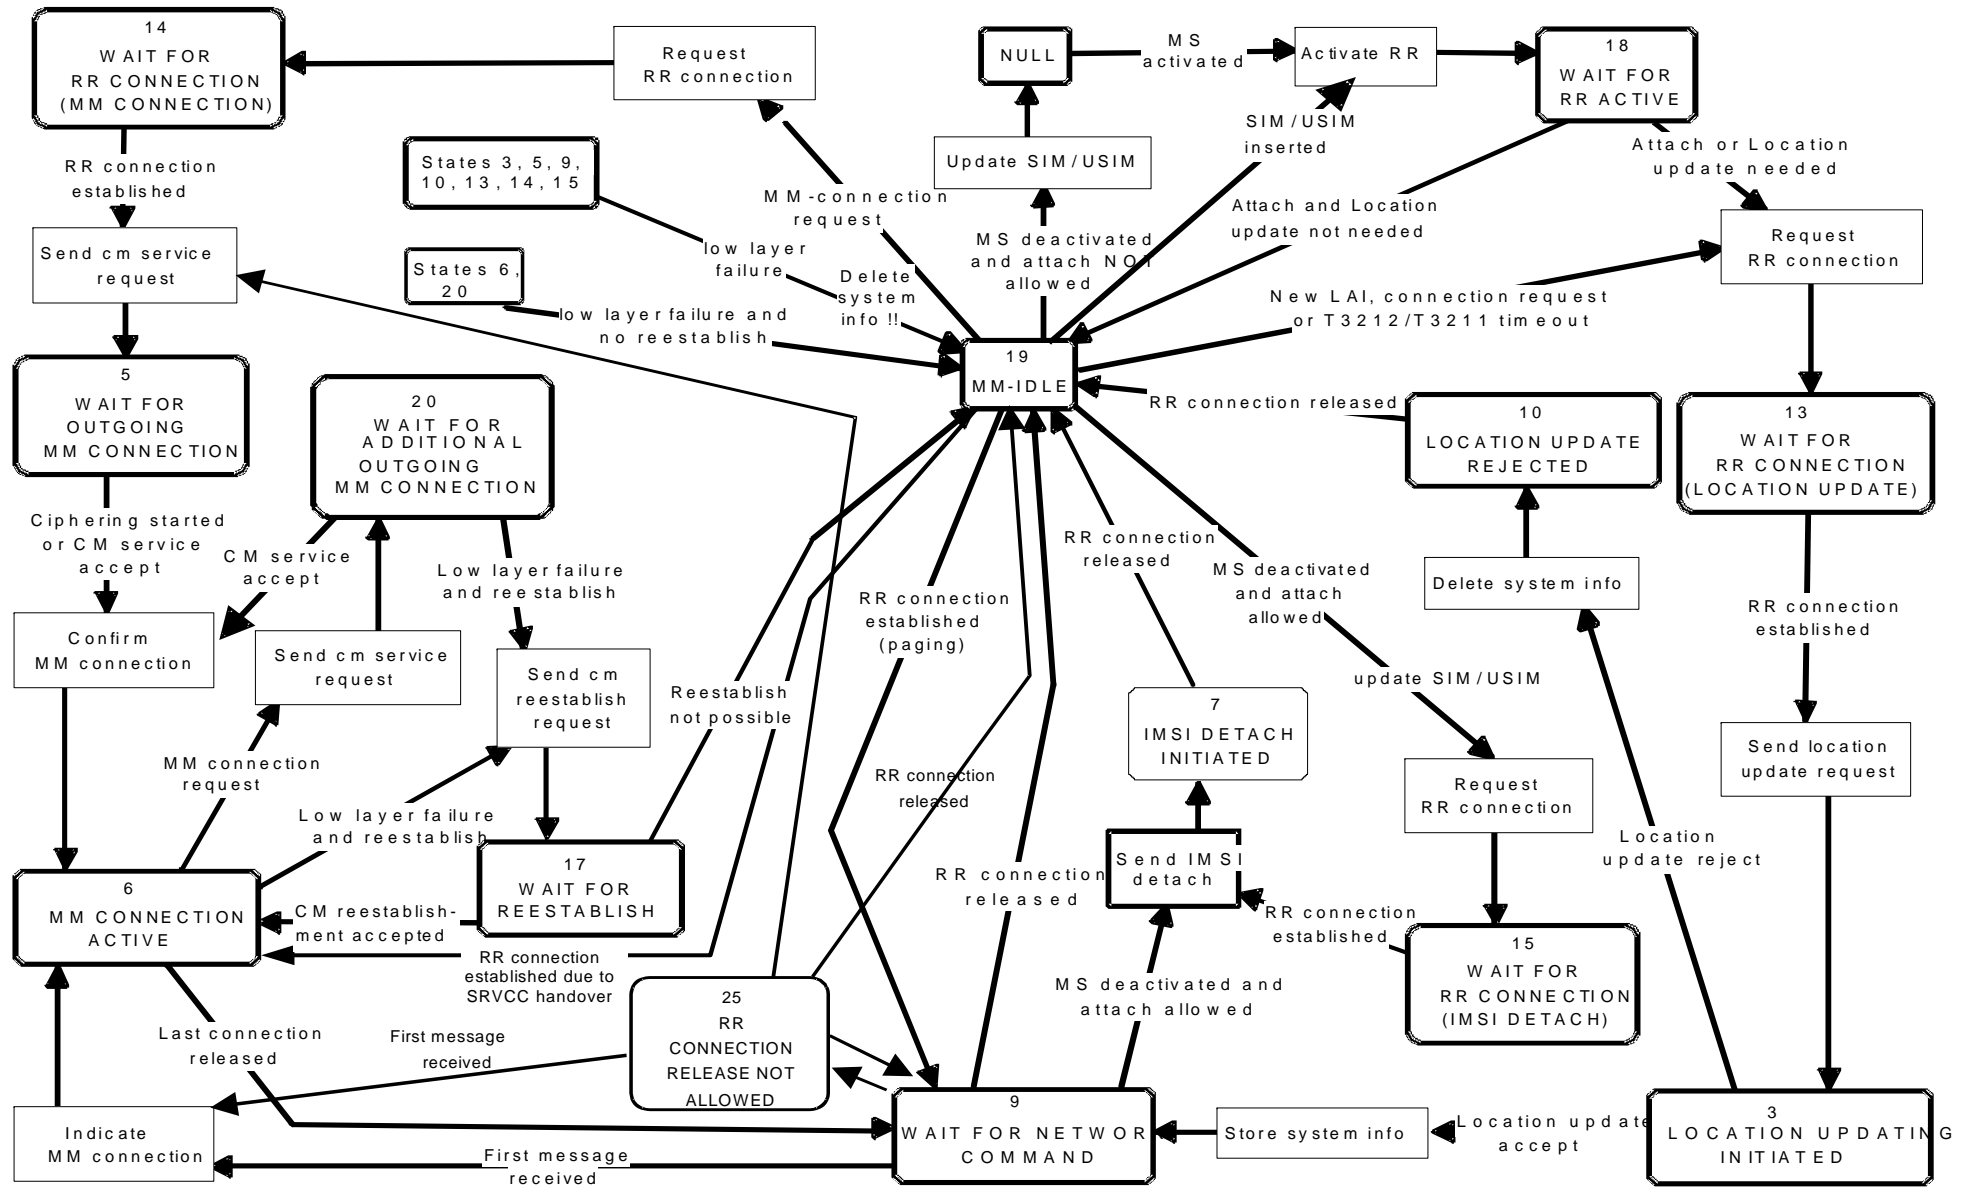 14
WAIT FOR
RR CONNECTION
(MM CONNECTION)
Request
RR connection
NULL
MS
activated
Activate RR
18
WAIT FOR
RR ACTIVE
RR connection
established
States 3, 5, 9,
10, 13, 14, 15
MM-connection
request
Update SIM/USIM
SIM/USIM
inserted
Attach or Location
update needed
Send cm service
request
States 6,
20
low layer
failure
Delete
system
info !!
MS deactivated
and attach NOT
allowed
Attach and Location
update not needed
Request
RR connection
low layer failure and
no reestablish
New LAI, connection request
or T3212/T3211 timeout
19
MM-IDLE
5
WAIT FOR
OUTGOING
MM CONNECTION
20
WAIT FOR
ADDITIONAL
OUTGOING
MM CONNECTION
RR connection released
10
LOCATION UPDATE
REJECTED
13
WAIT FOR
RR CONNECTION
(LOCATION UPDATE)
Ciphering started
or CM service
accept
CM service
accept
Low layer failure
and reestablish
RR connection
released
MS deactivated
and attach
allowed
Delete system info
RR connection
established
(paging)
RR connection
established
Confirm
MM connection
Send cm service
request
Send cm
reestablish
request
Reestablish
not possible
update SIM/USIM
7
IMSI DETACH
INITIATED
MM connection
request
RR connection
released
Request
RR connection
Send location
update request
Low layer failure
and reestablish
Location
update reject
17
WAIT FOR
REESTABLISH
Send IMSI
detach
6
MM CONNECTION
ACTIVE
CM reestablish-
ment accepted
RR connection
released
RR connection
established
RR connection
established due to
SRVCC handover
15
WAIT FOR
RR CONNECTION
(IMSI DETACH)
25
RR
CONNECTION
RELEASE NOT
ALLOWED
MS deactivated and
attach allowed
Last connection
released
First message
received
Indicate
MM connection
9
WAIT FOR NETWOR
COMMAND
Store system info
Location update
accept
3
LOCATION UPDATING
INITIATED
First message
received